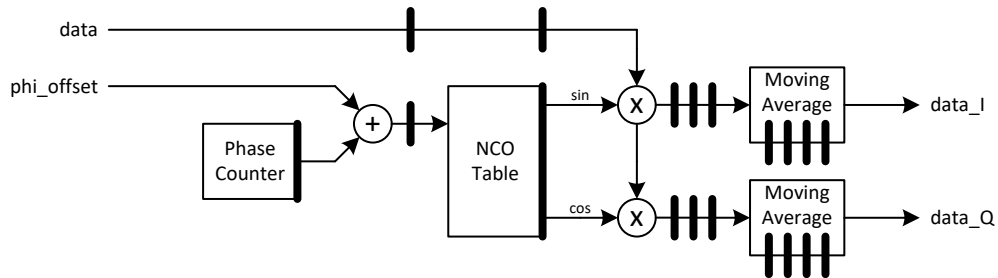 data
phi_offset
Phase
Counter
+
NCO
Table
sin
cos
X
X
Moving
Average
data_I
Moving
Average
data_Q